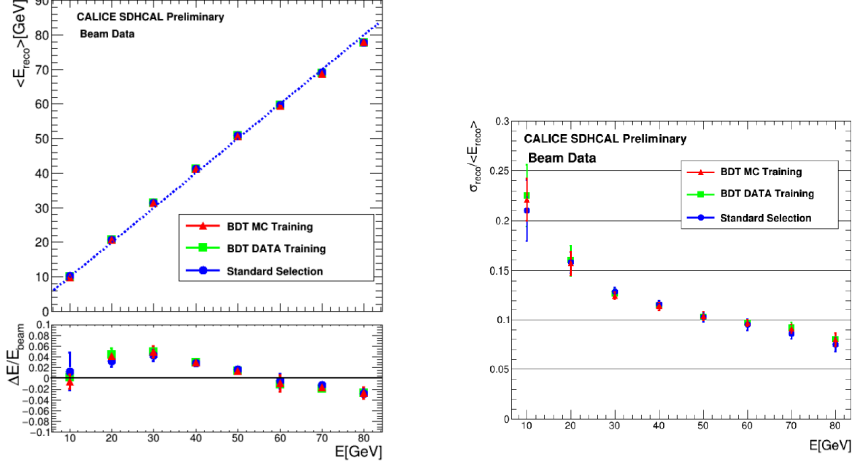 CALICE SDHCAL Preliminary
Beam Data
<E_reco>[GeV]
90
80
70
60
50
40
30
20
10
0
BDT MC Training
BDT DATA Training
Standard Selection
ΔE/E_beam
0.1
0.08
0.06
0.04
0.02
0
−0.02
−0.04
−0.06
−0.08
−0.1
10 20 30 40 50 60 70 80
E[GeV]
σ_reco/<E_reco>
0.3
0.25
0.2
0.15
0.1
0.05
0
CALICE SDHCAL Preliminary
Beam Data
BDT MC Training
BDT DATA Training
Standard Selection
10 20 30 40 50 60 70 80
E[GeV]